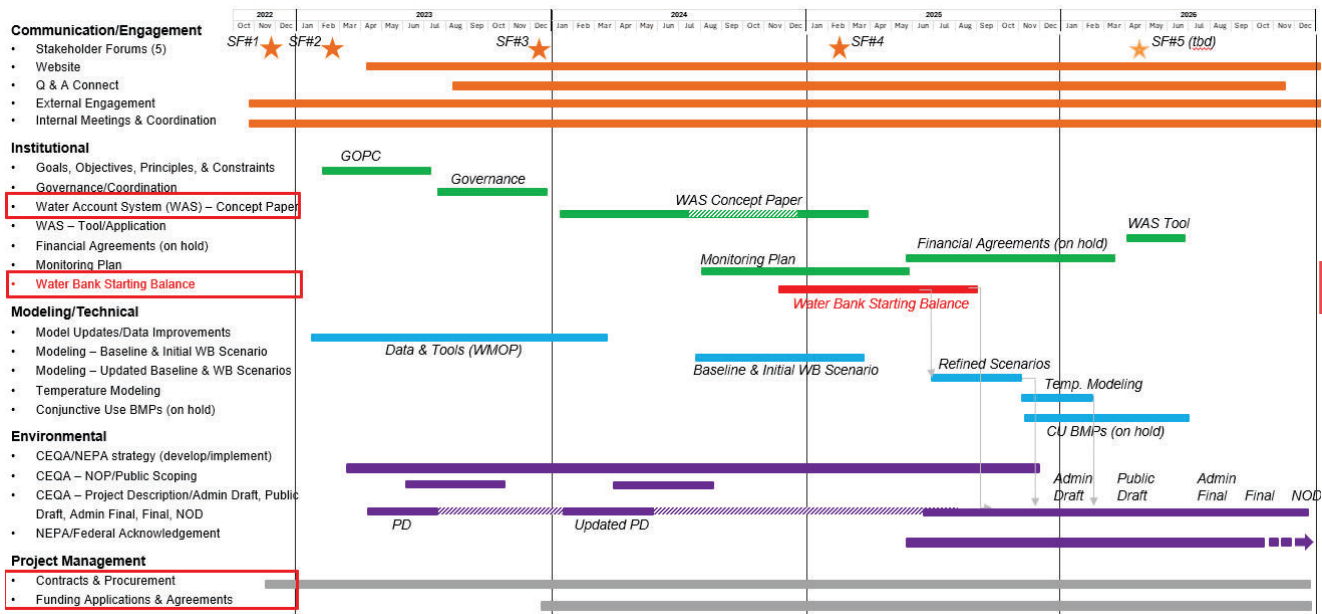 2022 2023 2024 2025 2026
Oct Nov Dec Jan Feb Mar Apr May Jun Jul Aug Sep Oct Nov Dec Jan Feb Mar Apr May Jun Jul Aug Sep Oct Nov Dec Jan Feb Mar Apr May Jun Jul Aug Sep Oct Nov Dec Jan Feb Mar Apr May Jun Jul Aug Sep Oct Nov Dec
Communication/Engagement
• Stakeholder Forums (5)
SF#1 SF#2 SF#3 SF#4 SF#5 (tbd)
• Website
• Q & A Connect
• External Engagement
• Internal Meetings & Coordination
Institutional
• Goals, Objectives, Principles, & Constraints
GOPC
• Governance/Coordination
Governance
• Water Account System (WAS) – Concept Paper
WAS Concept Paper
• WAS – Tool/Application
WAS Tool
• Financial Agreements (on hold)
Financial Agreements (on hold)
• Monitoring Plan
Monitoring Plan
• Water Bank Starting Balance
Water Bank Starting Balance
Modeling/Technical
• Model Updates/Data Improvements
Data & Tools (WMOP)
• Modeling – Baseline & Initial WB Scenario
Baseline & Initial WB Scenario
• Modeling – Updated Baseline & WB Scenarios
Refined Scenarios
• Temperature Modeling
Temp. Modeling
• Conjunctive Use BMPs (on hold)
CU BMPs (on hold)
Environmental
• CEQA/NEPA strategy (develop/implement)
• CEQA – NOP/Public Scoping
• CEQA – Project Description/Admin Draft, Public
Draft, Admin Final, Final, NOD
PD Updated PD
Admin Public Admin
Draft Draft Final Final NOD
• NEPA/Federal Acknowledgement
Project Management
• Contracts & Procurement
• Funding Applications & Agreements